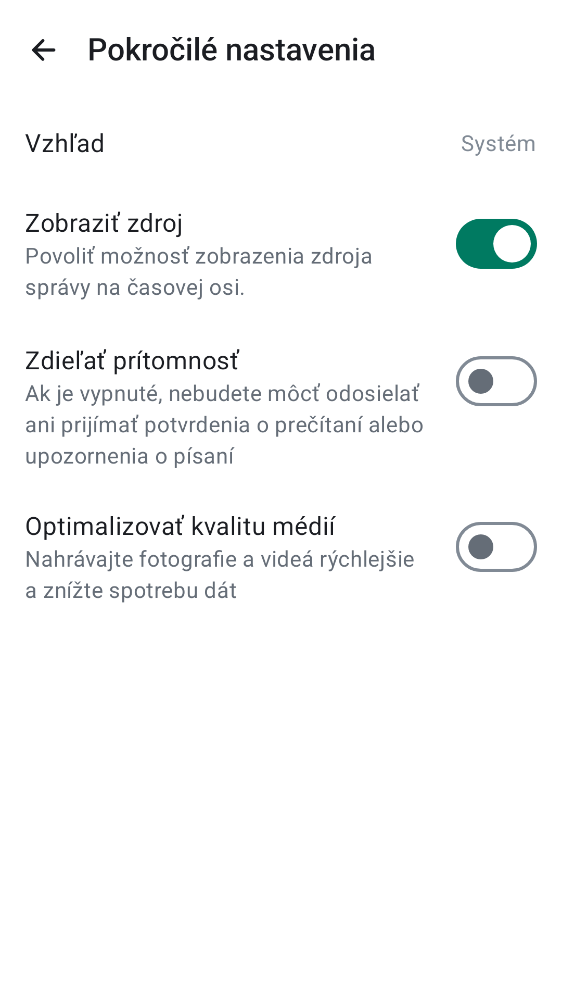 Pokročilé nastavenia
Vzhľad
Systém
Zobraziť zdroj
Povoliť možnosť zobrazenia zdroja
správy na časovej osi.
Zdieľať prítomnosť
Ak je vypnuté, nebudete môcť odosielať
ani prijímať potvrdenia o prečítaní alebo
upozornenia o písaní
Optimalizovať kvalitu médií
Nahrávajte fotografie a videá rýchlejšie
a znížte spotrebu dát